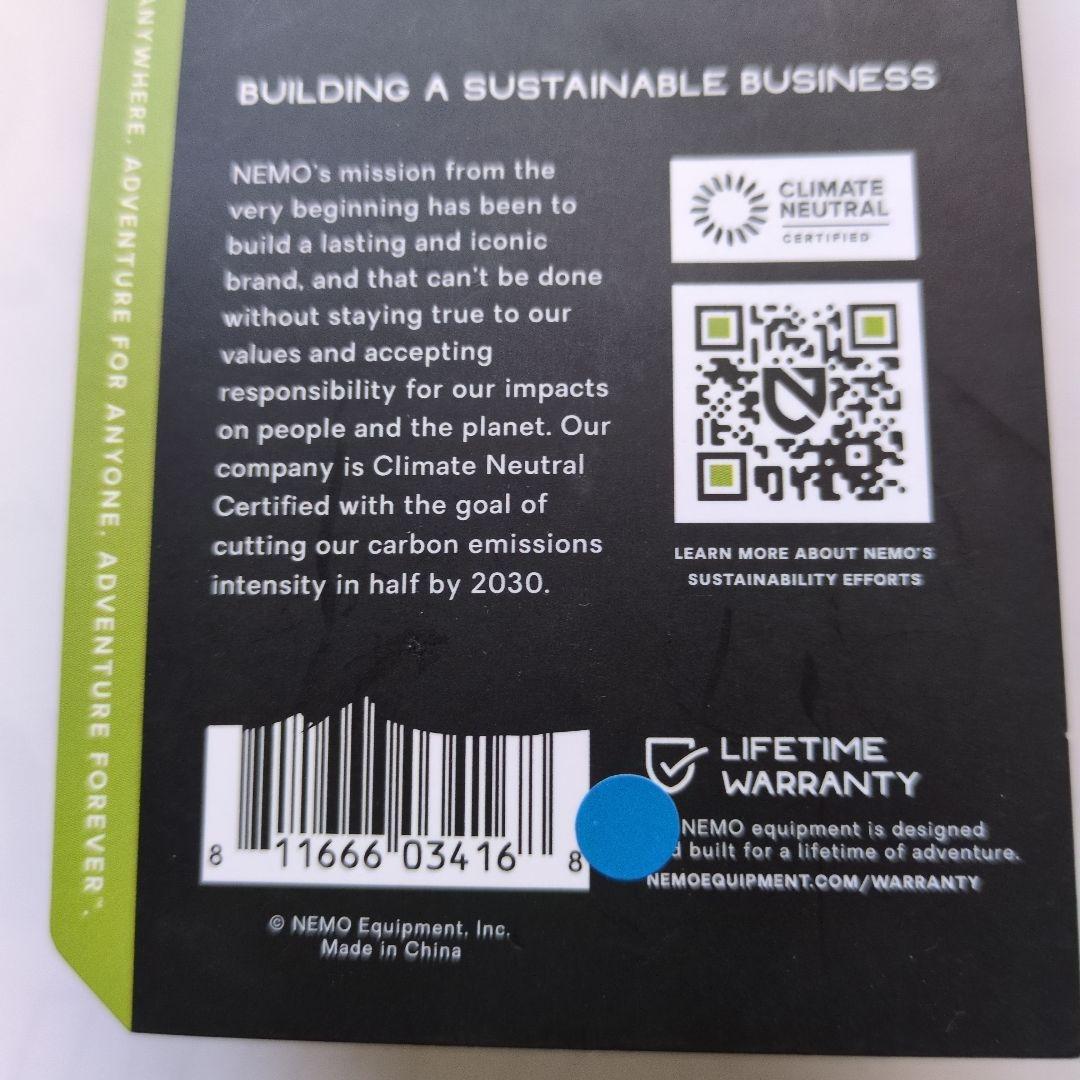 BUILDING A SUSTAINABLE BUSINESS
NEMO's mission from the
very beginning has been to
build a lasting and iconic
brand, and that can't be done
without staying true to our
values and accepting
responsibility for our impacts
on people and the planet. Our
company is Climate Neutral
Certified with the goal of
cutting our carbon emissions
intensity in half by 2030.
CLIMATE
NEUTRAL
CERTIFIED
LEARN MORE ABOUT NEMO'S
SUSTAINABILITY EFFORTS
8 11666 03416 8
LIFETIME
WARRANTY
NEMO equipment is designed
built for a lifetime of adventure.
NEMOEQUIPMENT.COM/WARRANTY
© NEMO Equipment, Inc.
Made in China
ANYWHERE. ADVENTURE FOR ANYONE. ADVENTURE FOREVER™.